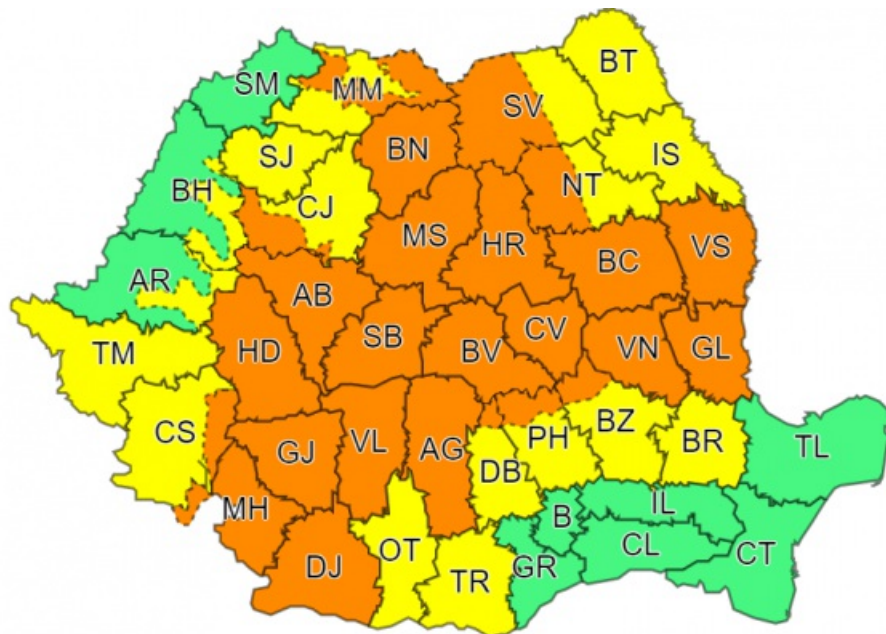 BT
SM
MM
SV
SJ
BN
IS
BH
CJ
NT
MS
HR
BC
VS
AR
AB
SB
CV
TM
HD
BV
VN
GL
CS
GJ
VL
AG
PH
BZ
BR
TL
DB
MH
B
IL
DJ
OT
TR
GR
CL
CT